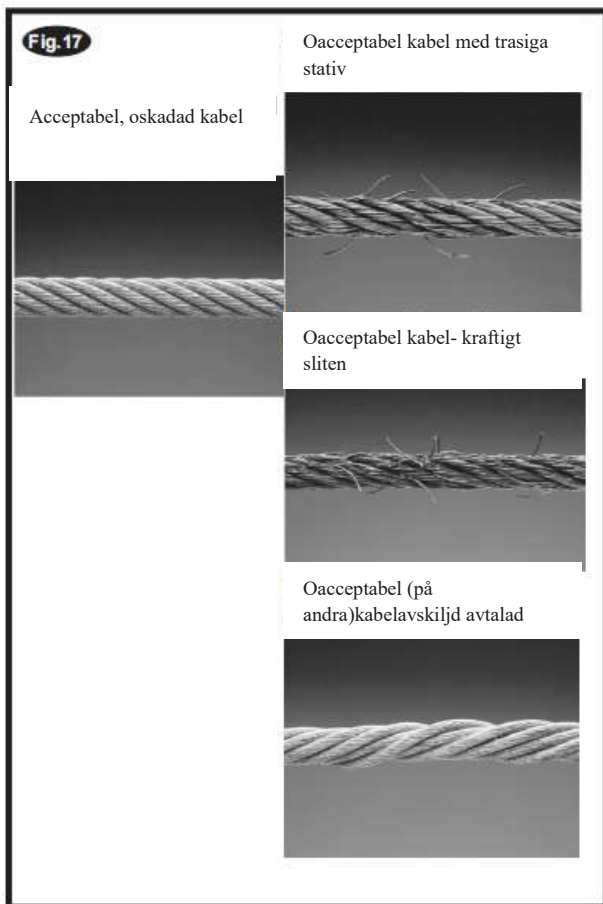 Fig.17
Acceptabel, oskadad kabel
Oacceptabel kabel med trasiga
stativ
Oacceptabel kabel- kraftigt
sliten
Oacceptabel (på
andra)kabelavskiljd avtalad